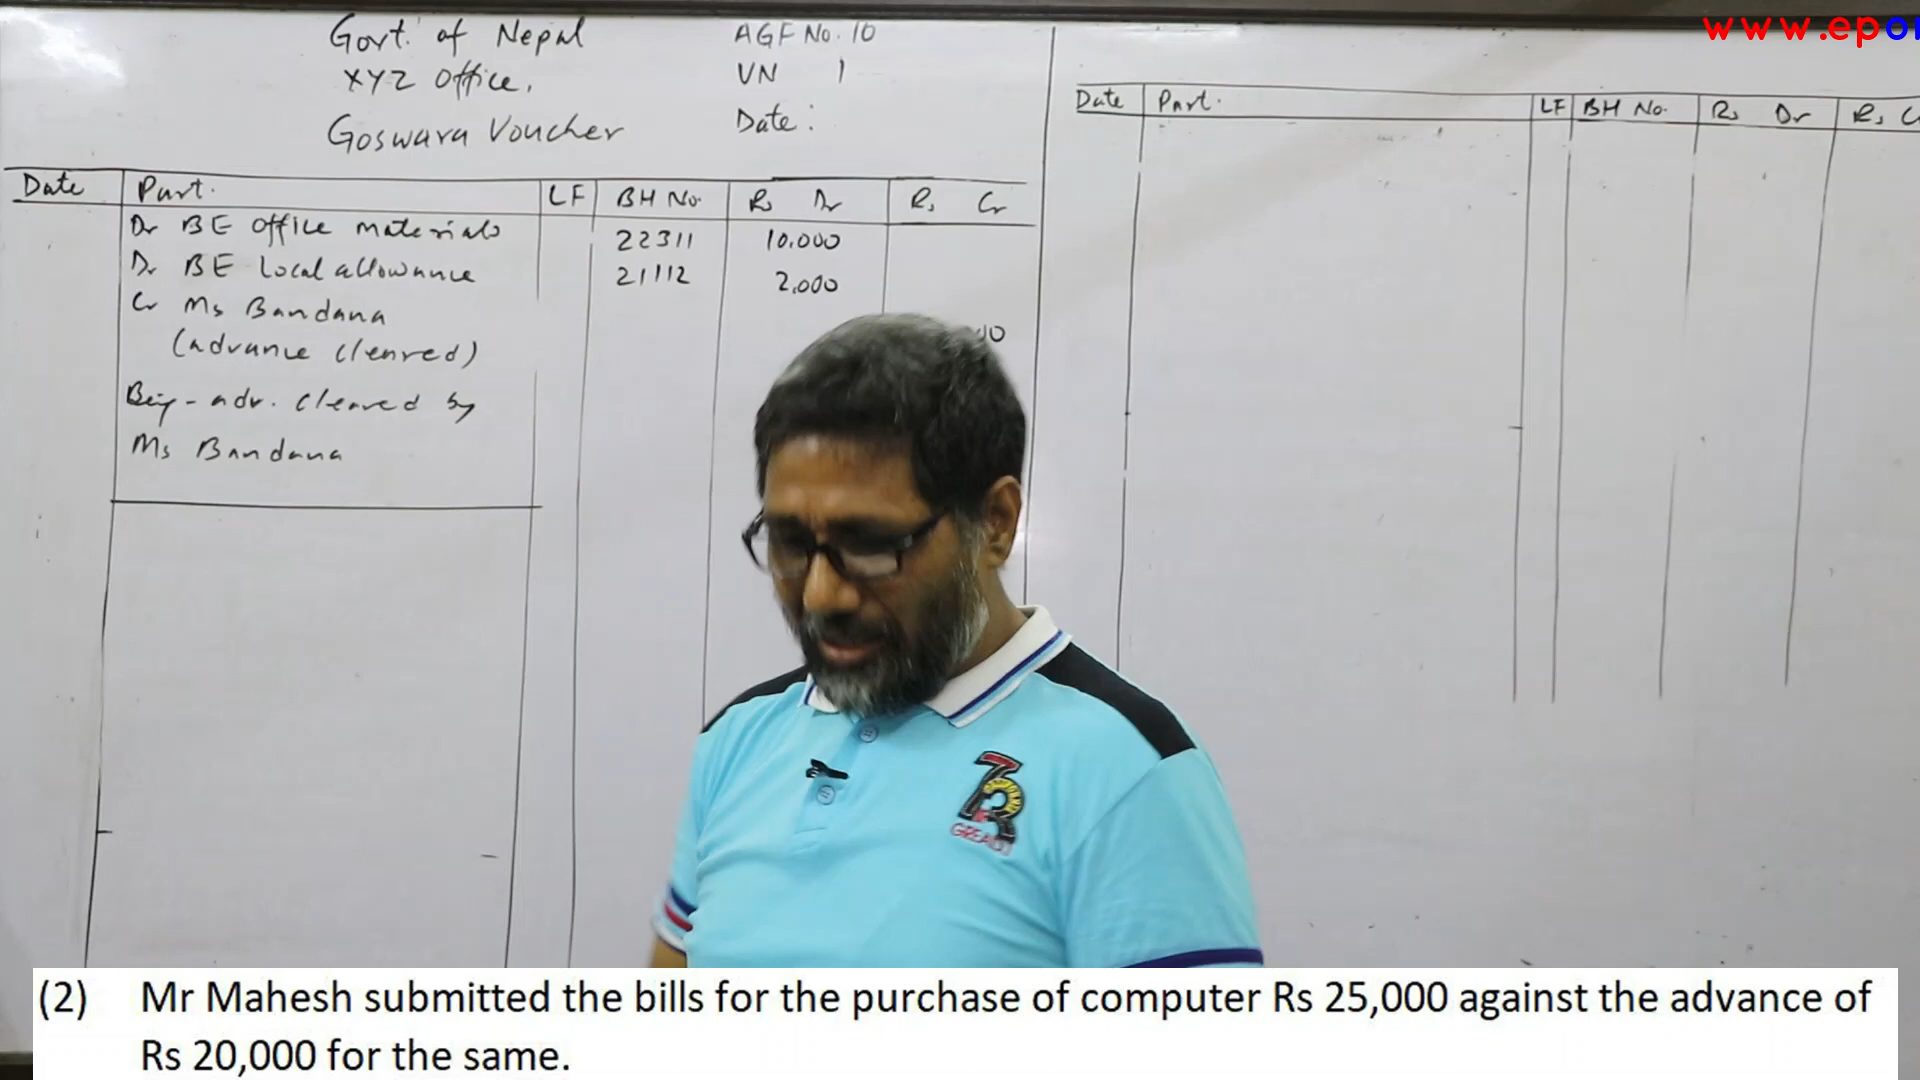 Govt. of Nepal
AGF No. 10
XYZ Office,
VN 1
Goswara Voucher
Date:
Date Part. LF BH No. Rs Dr Rs Cr
Dr BE Office materials 22311 10,000
Dr BE Local allowance 21112 2,000
Cr Ms Bandana
(advance cleared)
Being adv. cleared by
Ms Bandana
Date Part. LF BH No. Rs Dr Rs C
www.epo
GREAT
(2) Mr Mahesh submitted the bills for the purchase of computer Rs 25,000 against the advance of
Rs 20,000 for the same.